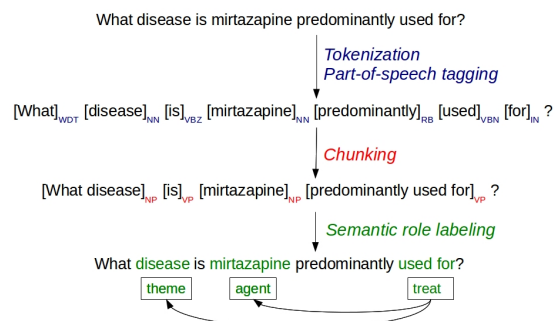 What disease is mirtazapine predominantly used for?
Tokenization
Part-of-speech tagging
[What]WDT [disease]NN [is]VBZ [mirtazapine]NN [predominantly]RB [used]VBN [for]IN ?
Chunking
[What disease]NP [is]VP [mirtazapine]NP [predominantly used for]VP ?
Semantic role labeling
What disease is mirtazapine predominantly used for?
theme agent treat